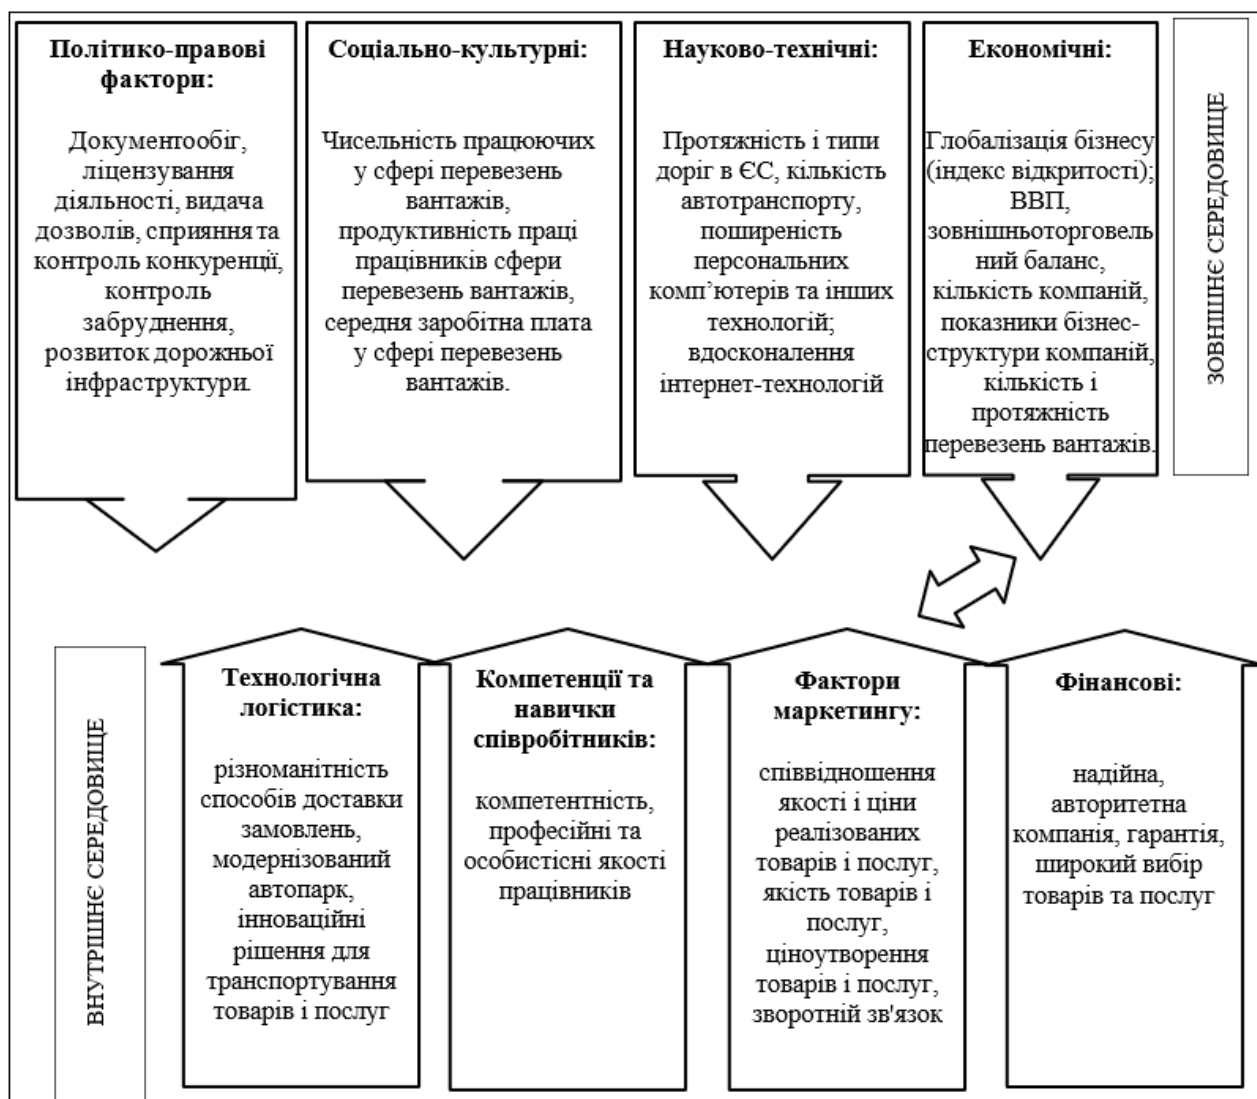 Політико-правові
фактори:
Документообіг,
ліцензування
діяльності, видача
дозволів, сприяння та
контроль конкуренції,
контроль
забруднення,
розвиток дорожньої
інфраструктури.
Соціально-культурні:
Чисельність працюючих
у сфері перевезень
вантажів,
продуктивність праці
працівників сфери
перевезень вантажів,
середня заробітна плата
у сфері перевезень
вантажів.
Науково-технічні:
Протяжність і типи
доріг в ЄС, кількість
автотранспорту,
поширеність
персональних
комп’ютерів та інших
технологій;
вдосконалення
інтернет-технологій
Економічні:
Глобалізація бізнесу
(індекс відкритості);
ВВП,
зовнішньоторговель
ний баланс,
кількість компаній,
показники бізнес-
структури компаній,
кількість і
протяжність
перевезень вантажів.
ЗОВНІШНЄ СЕРЕДОВИЩЕ
ВНУТРІШНЄ СЕРЕДОВИЩЕ
Технологічна
логістика:
різноманітність
способів доставки
замовлень,
модернізований
автопарк,
інноваційні
рішення для
транспортування
товарів і послуг
Компетенції та
навички
співробітників:
компетентність,
професійні та
особистісні якості
працівників
Фактори
маркетингу:
співвідношення
якості і ціни
реалізованих
товарів і послуг,
якість товарів і
послуг,
ціноутворення
товарів і послуг,
зворотній зв'язок
Фінансові:
надійна,
авторитетна
компанія, гарантія,
широкий вибір
товарів та послуг